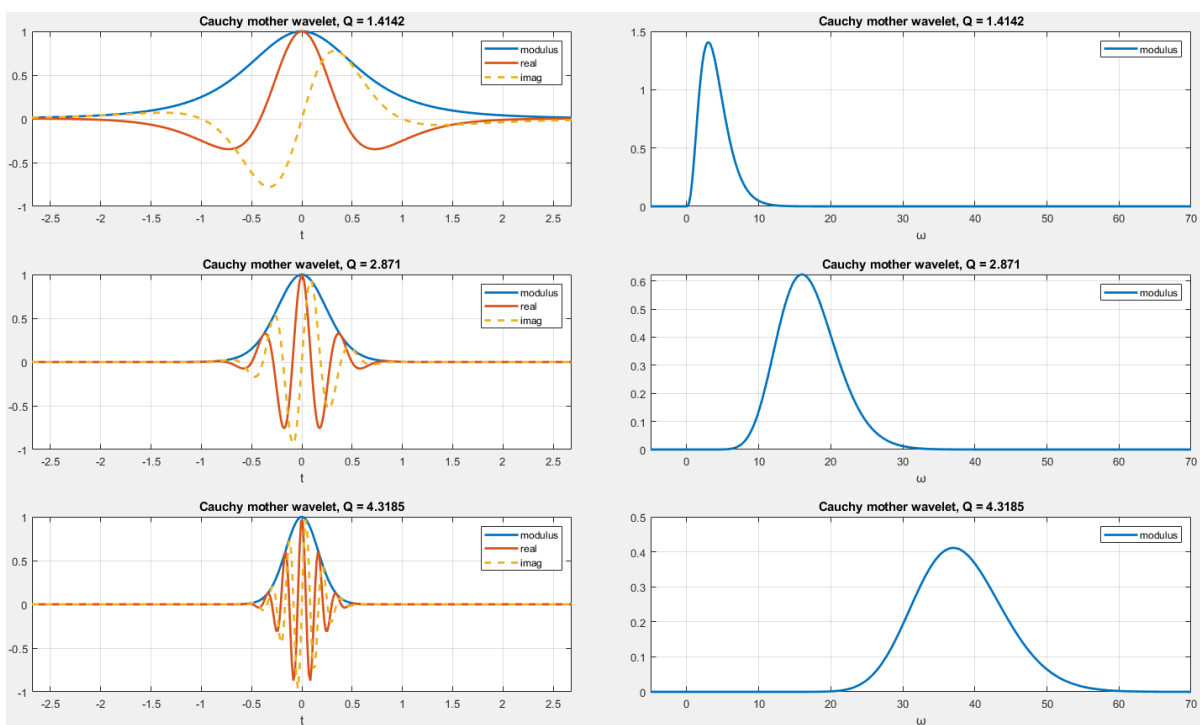 Cauchy mother wavelet, Q = 1.4142
1
0.5
0
-0.5
-1
modulus
real
imag
-2.5 -2 -1.5 -1 -0.5 0 0.5 1 1.5 2 2.5
t
Cauchy mother wavelet, Q = 1.4142
1.5
1
0.5
0
modulus
0 10 20 30 40 50 60 70
ω
Cauchy mother wavelet, Q = 2.871
1
0.5
0
-0.5
-1
modulus
real
imag
-2.5 -2 -1.5 -1 -0.5 0 0.5 1 1.5 2 2.5
t
Cauchy mother wavelet, Q = 2.871
0.6
0.5
0.4
0.3
0.2
0.1
0
modulus
0 10 20 30 40 50 60 70
ω
Cauchy mother wavelet, Q = 4.3185
1
0.5
0
-0.5
-1
modulus
real
imag
-2.5 -2 -1.5 -1 -0.5 0 0.5 1 1.5 2 2.5
t
Cauchy mother wavelet, Q = 4.3185
0.5
0.4
0.3
0.2
0.1
0
modulus
0 10 20 30 40 50 60 70
ω